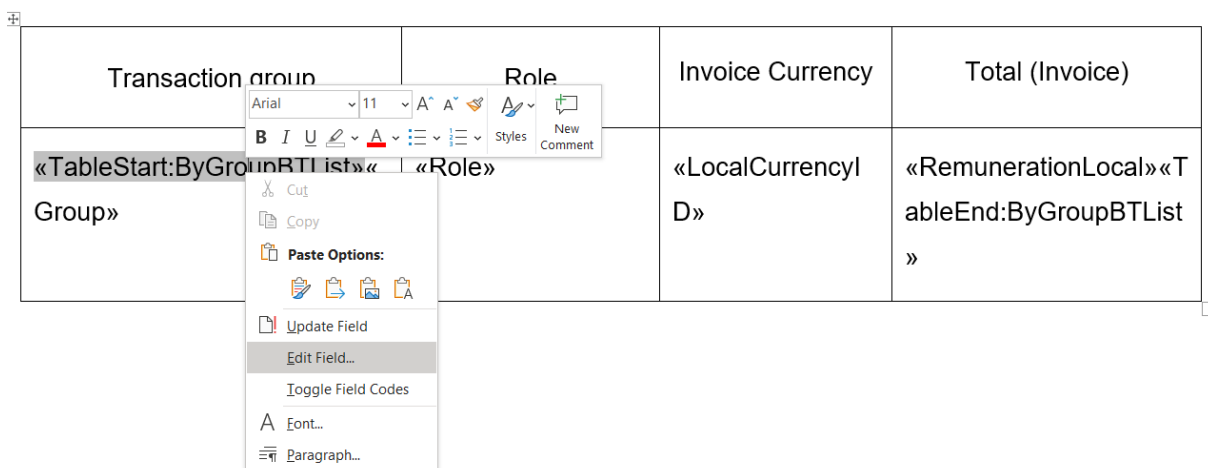 Transaction group
Role
Invoice Currency
Total (Invoice)
Arial
11
B I U
A
Styles
New
Comment
«TableStart:ByGroupBTList»«
Group»
«Role»
«LocalCurrencyI
D»
«RemunerationLocal»«T
ableEnd:ByGroupBTList
»
Cut
Copy
Paste Options:
Update Field
Edit Field...
Toggle Field Codes
Font...
Paragraph...